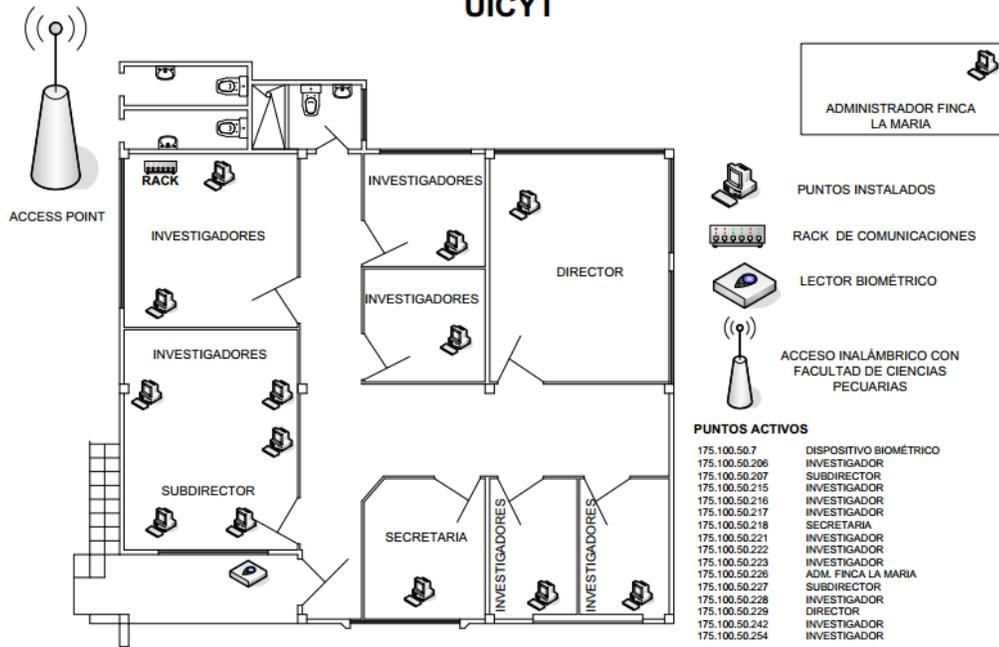 UICYT
ACCESS POINT
RACK
INVESTIGADORES
INVESTIGADORES
INVESTIGADORES
DIRECTOR
INVESTIGADORES
SUBDIRECTOR
SECRETARIA
INVESTIGADORES
INVESTIGADORES
ADMINISTRADOR FINCA
LA MARIA
PUNTOS INSTALADOS
RACK DE COMUNICACIONES
LECTOR BIOMÉTRICO
ACCESO INALÁMBRICO CON
FACULTAD DE CIENCIAS
PECUARIAS
PUNTOS ACTIVOS
175.100.50.7 DISPOSITIVO BIOMÉTRICO
175.100.50.206 INVESTIGADOR
175.100.50.207 SUBDIRECTOR
175.100.50.215 INVESTIGADOR
175.100.50.216 INVESTIGADOR
175.100.50.217 INVESTIGADOR
175.100.50.218 SECRETARIA
175.100.50.221 INVESTIGADOR
175.100.50.222 INVESTIGADOR
175.100.50.223 INVESTIGADOR
175.100.50.226 ADM. FINCA LA MARIA
175.100.50.227 SUBDIRECTOR
175.100.50.228 INVESTIGADOR
175.100.50.229 DIRECTOR
175.100.50.242 INVESTIGADOR
175.100.50.254 INVESTIGADOR